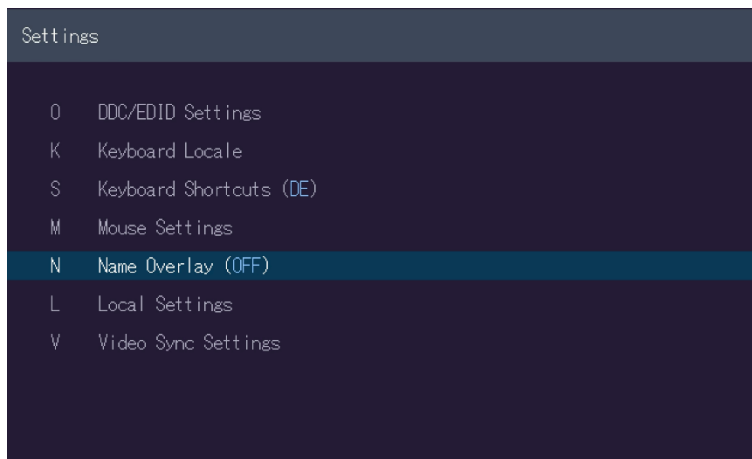 Settings
O DDC/EDID Settings
K Keyboard Locale
S Keyboard Shortcuts (DE)
M Mouse Settings
N Name Overlay (OFF)
L Local Settings
V Video Sync Settings